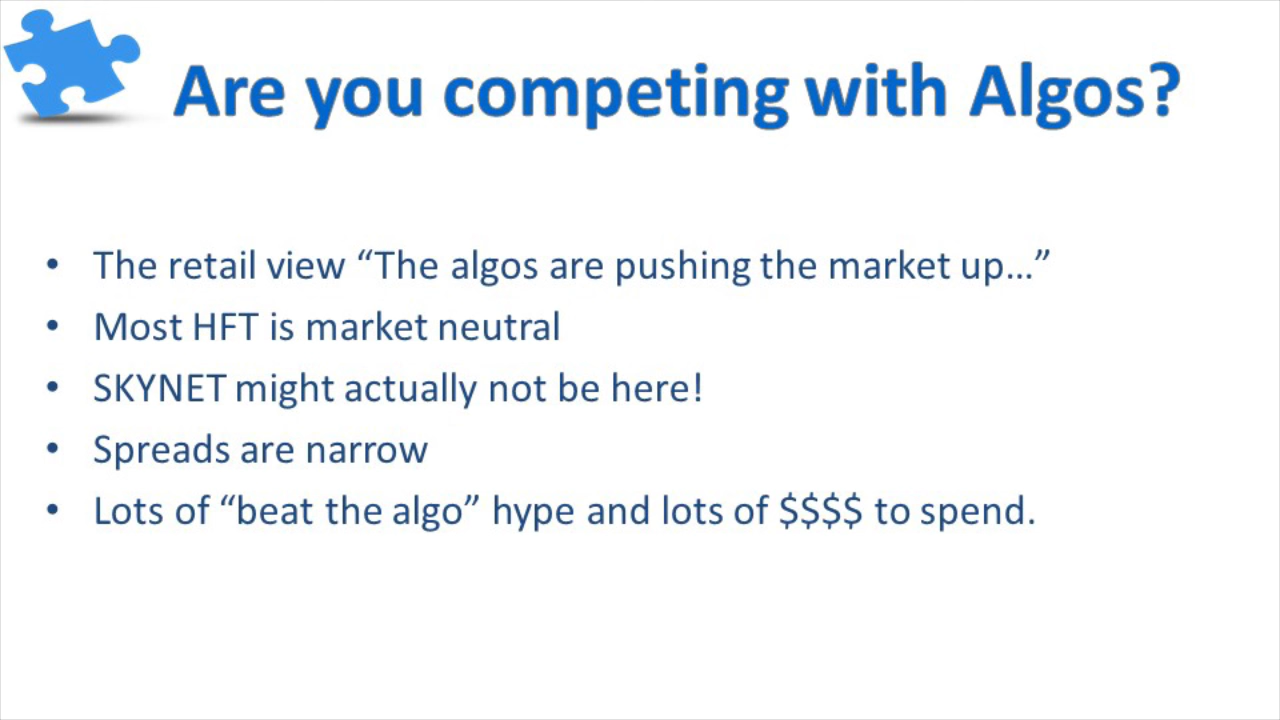 Are you competing with Algos?
• The retail view “The algos are pushing the market up…”
• Most HFT is market neutral
• SKYNET might actually not be here!
• Spreads are narrow
• Lots of “beat the algo” hype and lots of $$$$ to spend.